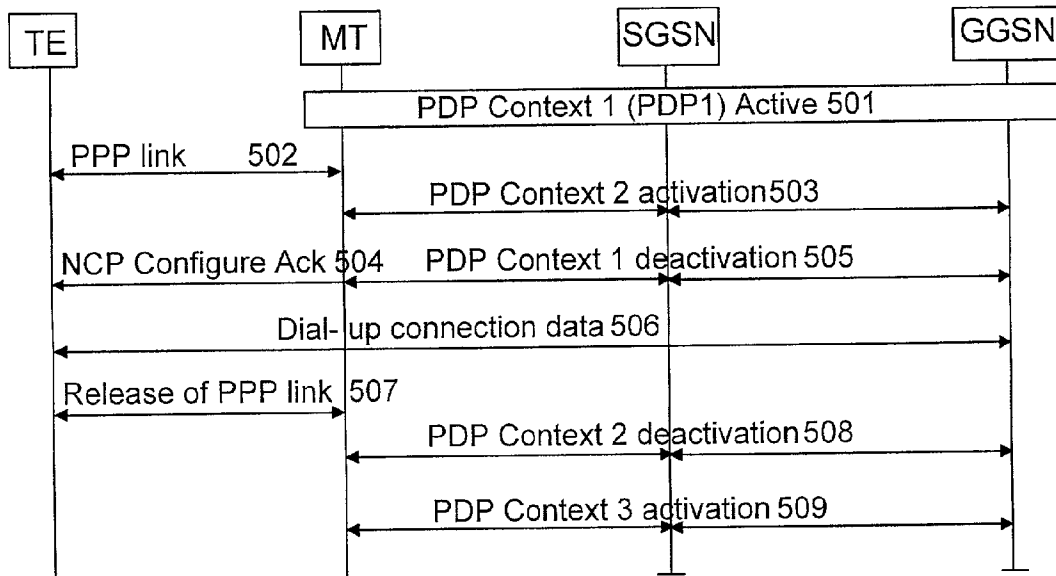 TE MT SGSN GGSN
PDP Context 1 (PDP1) Active 501
PPP link 502
PDP Context 2 activation 503
NCP Configure Ack 504 PDP Context 1 deactivation 505
Dial- up connection data 506
Release of PPP link 507
PDP Context 2 deactivation 508
PDP Context 3 activation 509